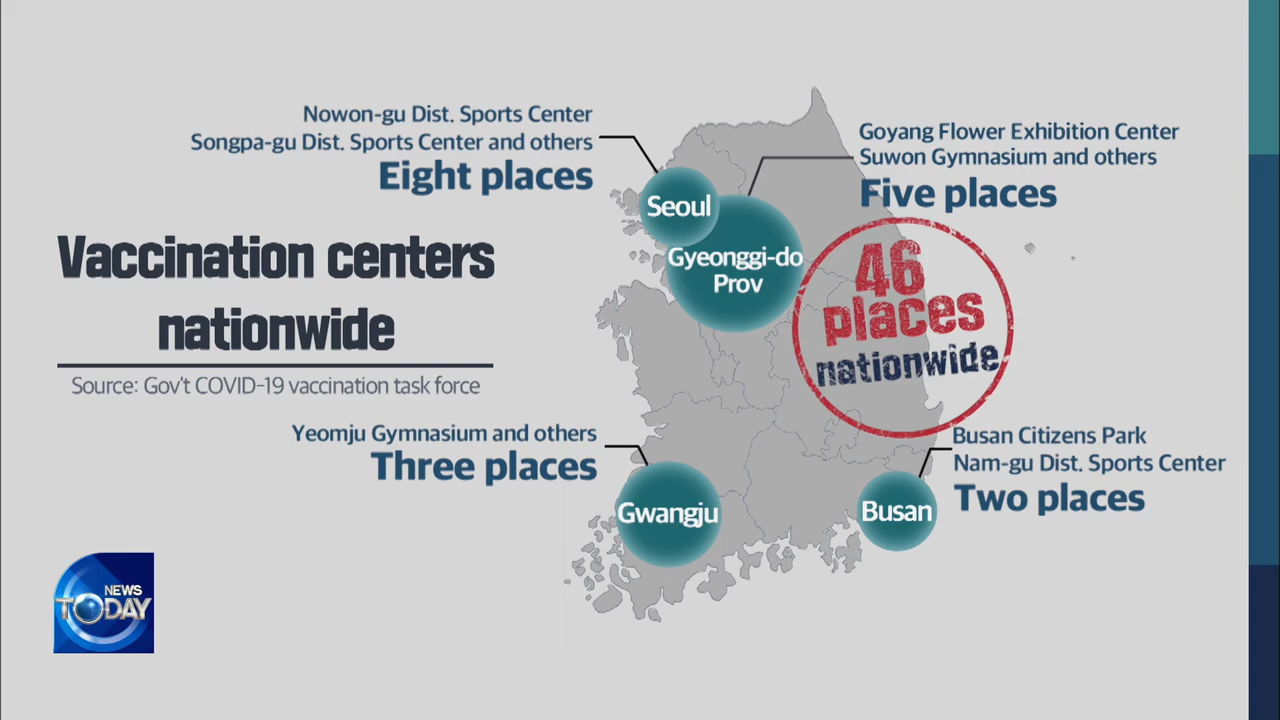 Nowon-gu Dist. Sports Center
Songpa-gu Dist. Sports Center and others
Eight places
Goyang Flower Exhibition Center
Suwon Gymnasium and others
Five places
Seoul
Gyeonggi-do
Prov
Vaccination centers
nationwide
Source: Gov't COVID-19 vaccination task force
46
places
nationwide
Yeomju Gymnasium and others
Three places
Gwangju
Busan Citizens Park
Nam-gu Dist. Sports Center
Two places
Busan
NEWS
TODAY